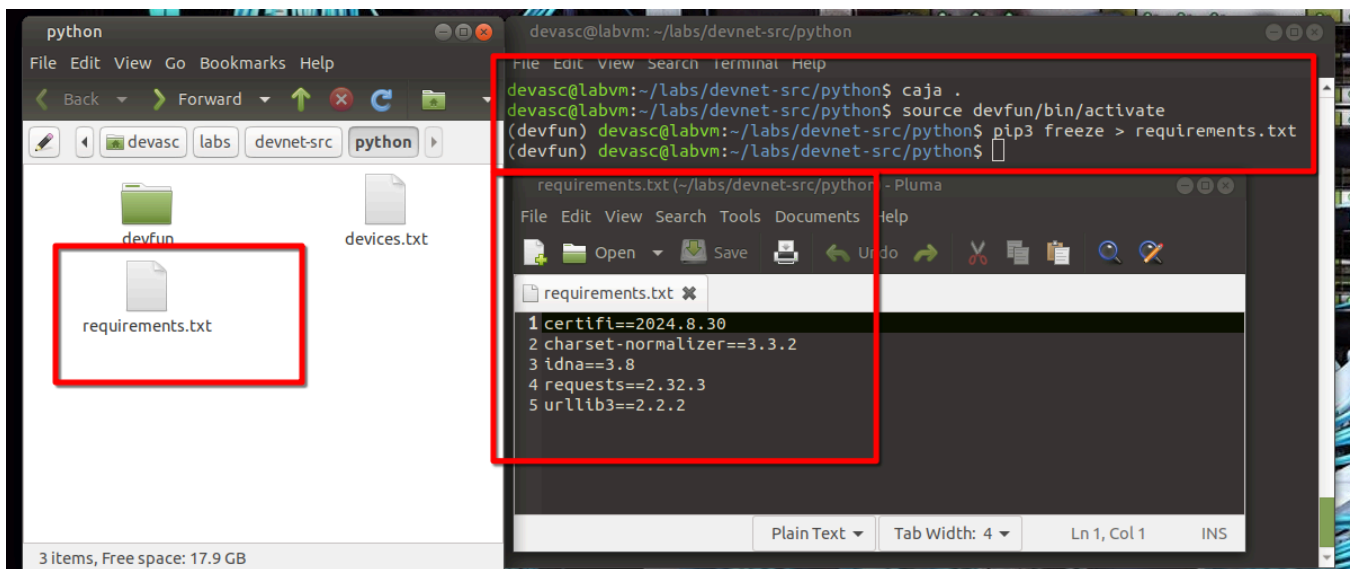 python
File Edit View Go Bookmarks Help
Back Forward
devasc labs devnet-src python
devfun
devices.txt
requirements.txt
3 items, Free space: 17.9 GB
devasc@labvm: ~/labs/devnet-src/python
File Edit View Search Terminal Help
devasc@labvm:~/labs/devnet-src/python$ caja .
devasc@labvm:~/labs/devnet-src/python$ source devfun/bin/activate
(devfun) devasc@labvm:~/labs/devnet-src/python$ pip3 freeze > requirements.txt
(devfun) devasc@labvm:~/labs/devnet-src/python$
requirements.txt (~/labs/devnet-src/python) - Pluma
File Edit View Search Tools Documents Help
Open Save Undo
requirements.txt
1 certifi==2024.8.30
2 charset-normalizer==3.3.2
3 idna==3.8
4 requests==2.32.3
5 urllib3==2.2.2
Plain Text Tab Width: 4 Ln 1, Col 1 INS